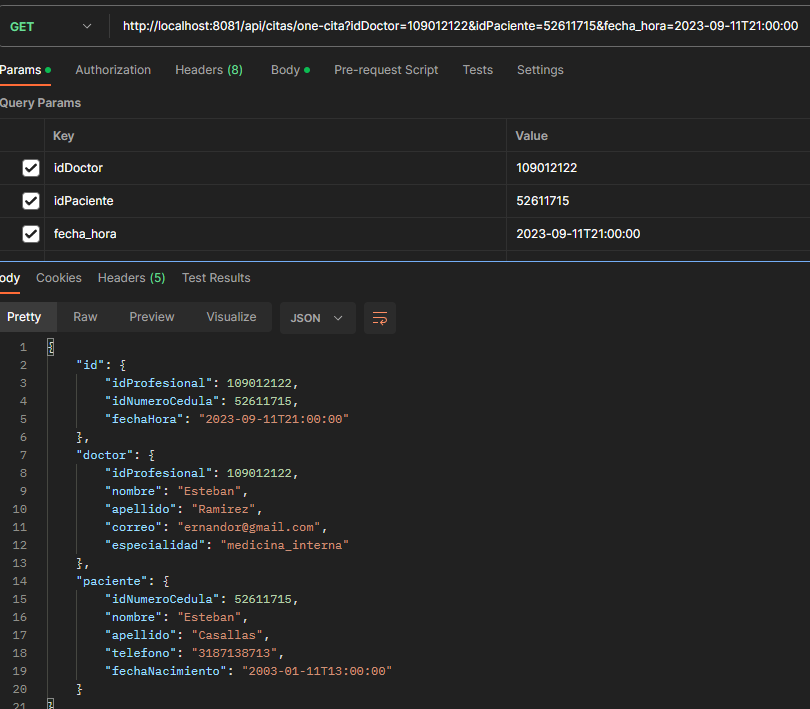 GET http://localhost:8081/api/citas/one-cita?idDoctor=109012122&idPaciente=52611715&fecha_hora=2023-09-11T21:00:00
Params Authorization Headers (8) Body Pre-request Script Tests Settings
Query Params
Key Value
idDoctor 109012122
idPaciente 52611715
fecha_hora 2023-09-11T21:00:00
ody Cookies Headers (5) Test Results
Pretty Raw Preview Visualize JSON
1 {
2 "id": {
3 "idProfesional": 109012122,
4 "idNumeroCedula": 52611715,
5 "fechaHora": "2023-09-11T21:00:00"
6 },
7 "doctor": {
8 "idProfesional": 109012122,
9 "nombre": "Esteban",
10 "apellido": "Ramirez",
11 "correo": "ernandor@gmail.com",
12 "especialidad": "medicina_interna"
13 },
14 "paciente": {
15 "idNumeroCedula": 52611715,
16 "nombre": "Esteban",
17 "apellido": "Casallas",
18 "telefono": "3187138713",
19 "fechaNacimiento": "2003-01-11T13:00:00"
20 }
21 }